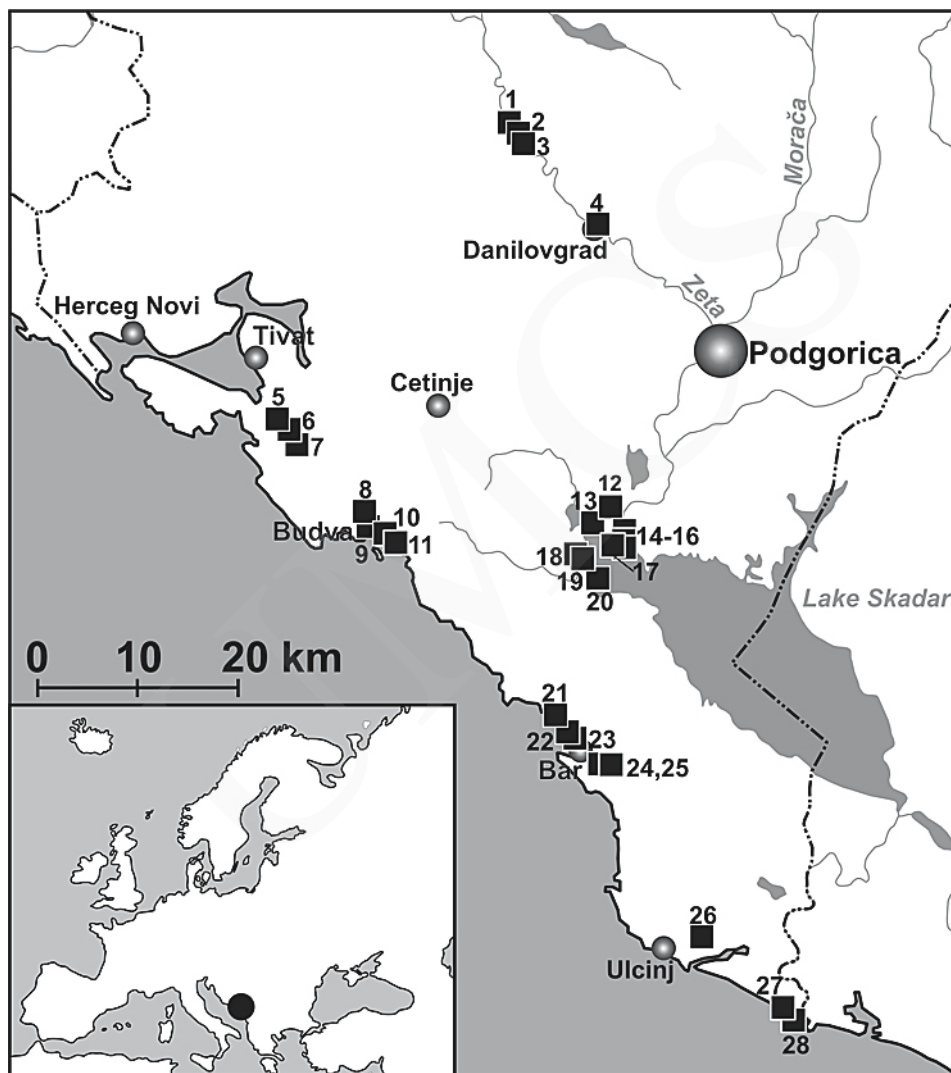 1
2
3
Morača
4
Danilovgrad
Zeta
Herceg Novi
Tivat
Podgorica
Cetinje
5
6
7
8
Budva
9
10
11
12
13
14-16
17
18
19
20
Lake Skadar
0 10 20 km
21
22
23
Bar
24,25
26
Ulcinj
27
28
UMCS